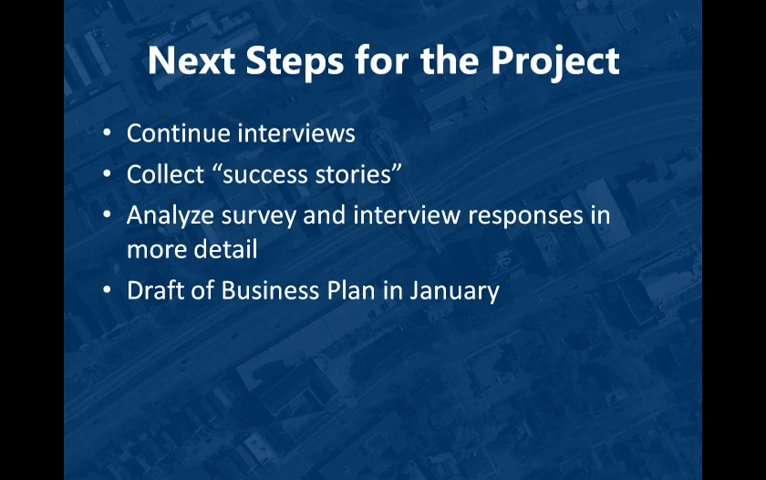 Next Steps for the Project
• Continue interviews
• Collect “success stories”
• Analyze survey and interview responses in
more detail
• Draft of Business Plan in January